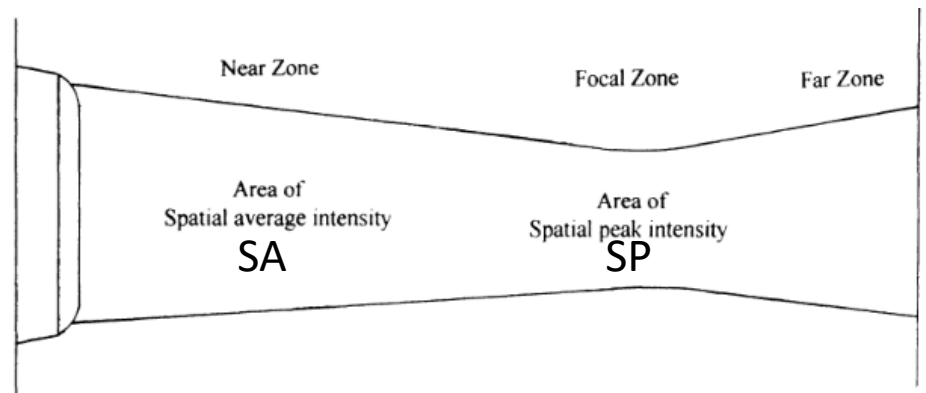 Near Zone
Focal Zone
Far Zone
Area of
Spatial average intensity
SA
Area of
Spatial peak intensity
SP